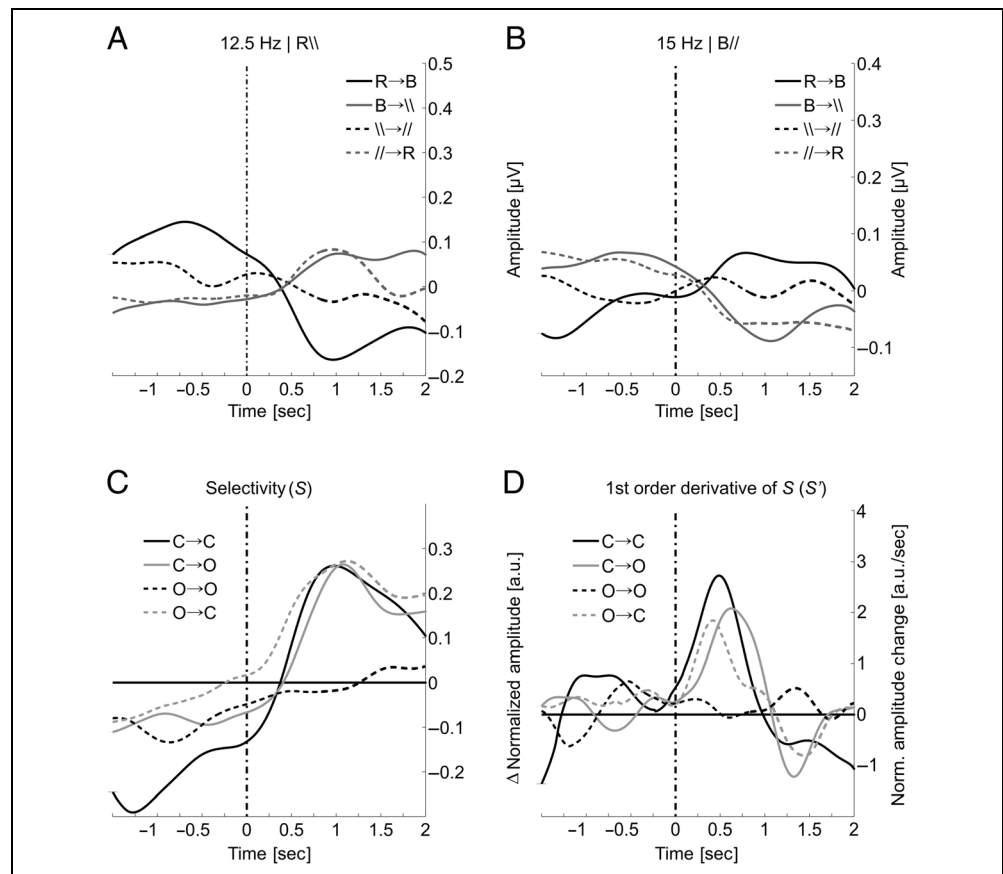 A
12.5 Hz | R\\
R→B
B→\\
\\→//
//→R
0.5
0.4
0.3
0.2
0.1
0
−0.1
−0.2
Amplitude [µV]
−1 −0.5 0 0.5 1 1.5 2
Time [sec]
B
15 Hz | B//
R→B
B→\\
\\→//
//→R
0.4
0.3
0.2
0.1
0
−0.1
Amplitude [µV]
−1 −0.5 0 0.5 1 1.5 2
Time [sec]
C
Selectivity (S)
C→C
C→O
O→O
O→C
0.3
0.2
0.1
0
−0.1
−0.2
Δ Normalized amplitude [a.u.]
−1 −0.5 0 0.5 1 1.5 2
Time [sec]
D
1st order derivative of S (S’)
C→C
C→O
O→O
O→C
4
3
2
1
0
−1
Norm. amplitude change [a.u./sec]
−1 −0.5 0 0.5 1 1.5 2
Time [sec]